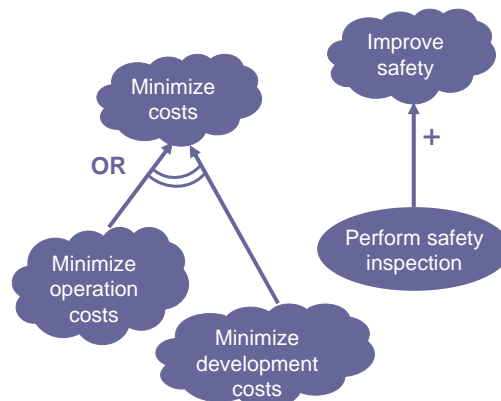 Improve
safety
Minimize
costs
OR
+
Perform safety
inspection
Minimize
operation
costs
Minimize
development
costs